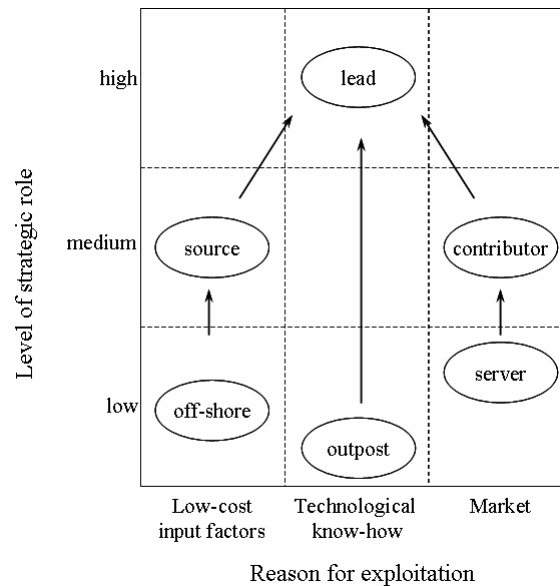 high
lead
medium
source
contributor
server
low
off-shore
outpost
Level of strategic role
Low-cost
input factors
Technological
know-how
Market
Reason for exploitation